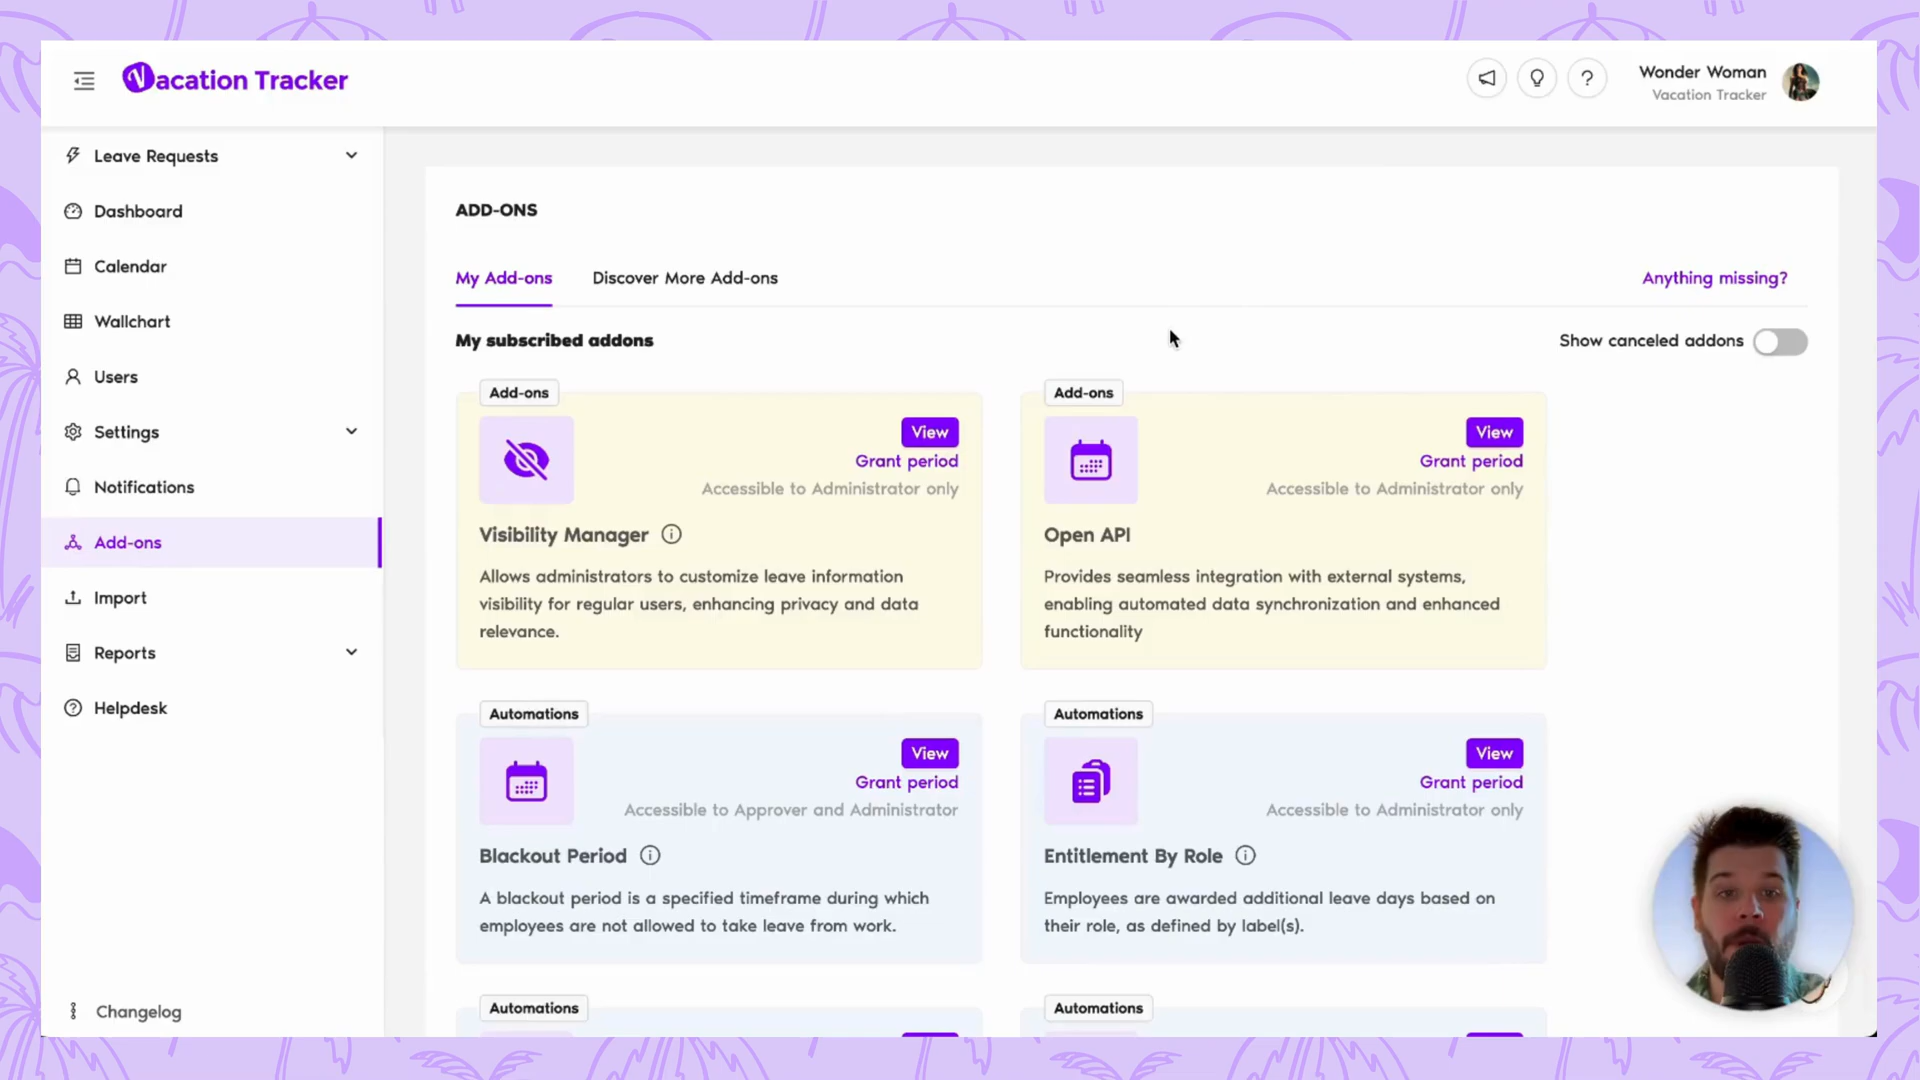 Vacation Tracker
Wonder Woman
Vacation Tracker
Leave Requests
Dashboard
Calendar
Wallchart
Users
Settings
Notifications
Add-ons
Import
Reports
Helpdesk
Changelog
ADD-ONS
My Add-ons
Discover More Add-ons
Anything missing?
My subscribed addons
Show canceled addons
Add-ons
View
Grant period
Accessible to Administrator only
Visibility Manager
Allows administrators to customize leave information
visibility for regular users, enhancing privacy and data
relevance.
Add-ons
View
Grant period
Accessible to Administrator only
Open API
Provides seamless integration with external systems,
enabling automated data synchronization and enhanced
functionality
Automations
View
Grant period
Accessible to Approver and Administrator
Blackout Period
A blackout period is a specified timeframe during which
employees are not allowed to take leave from work.
Automations
View
Grant period
Accessible to Administrator only
Entitlement By Role
Employees are awarded additional leave days based on
their role, as defined by label(s).
Automations
Automations